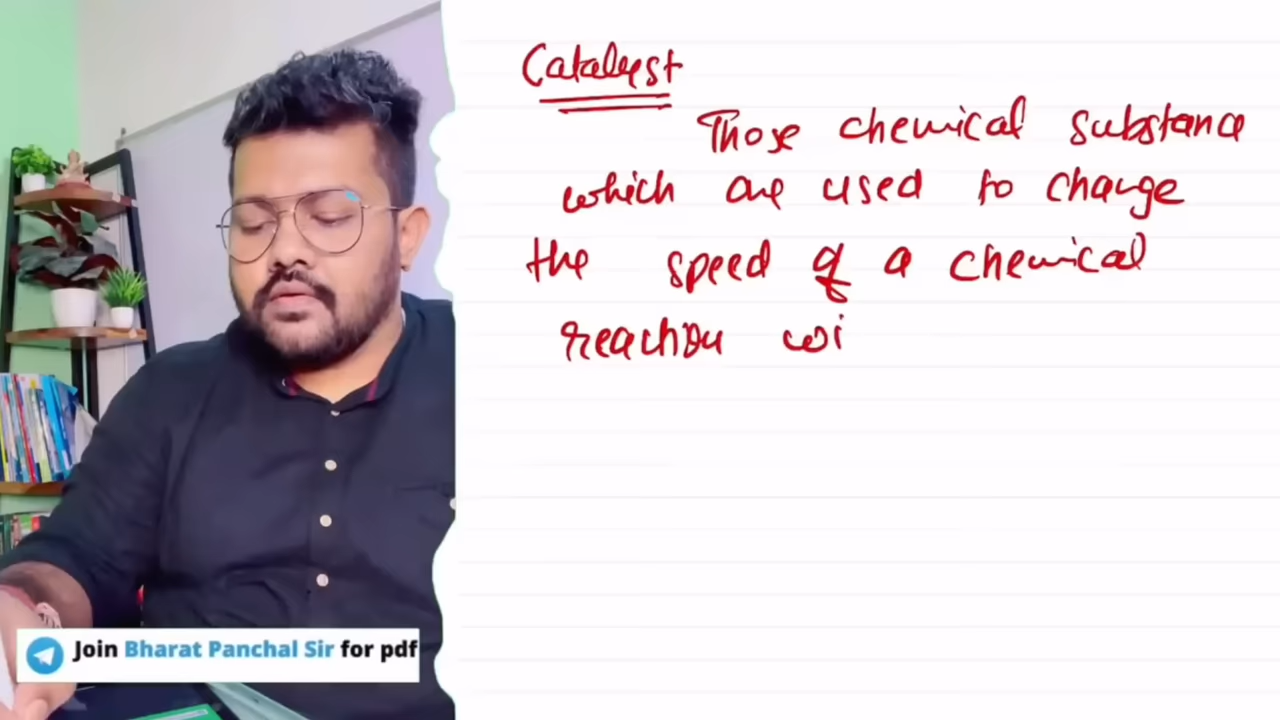 Catalyst
Those chemical substance
which are used to change
the speed of a chemical
reaction wi
Join Bharat Panchal Sir for pdf